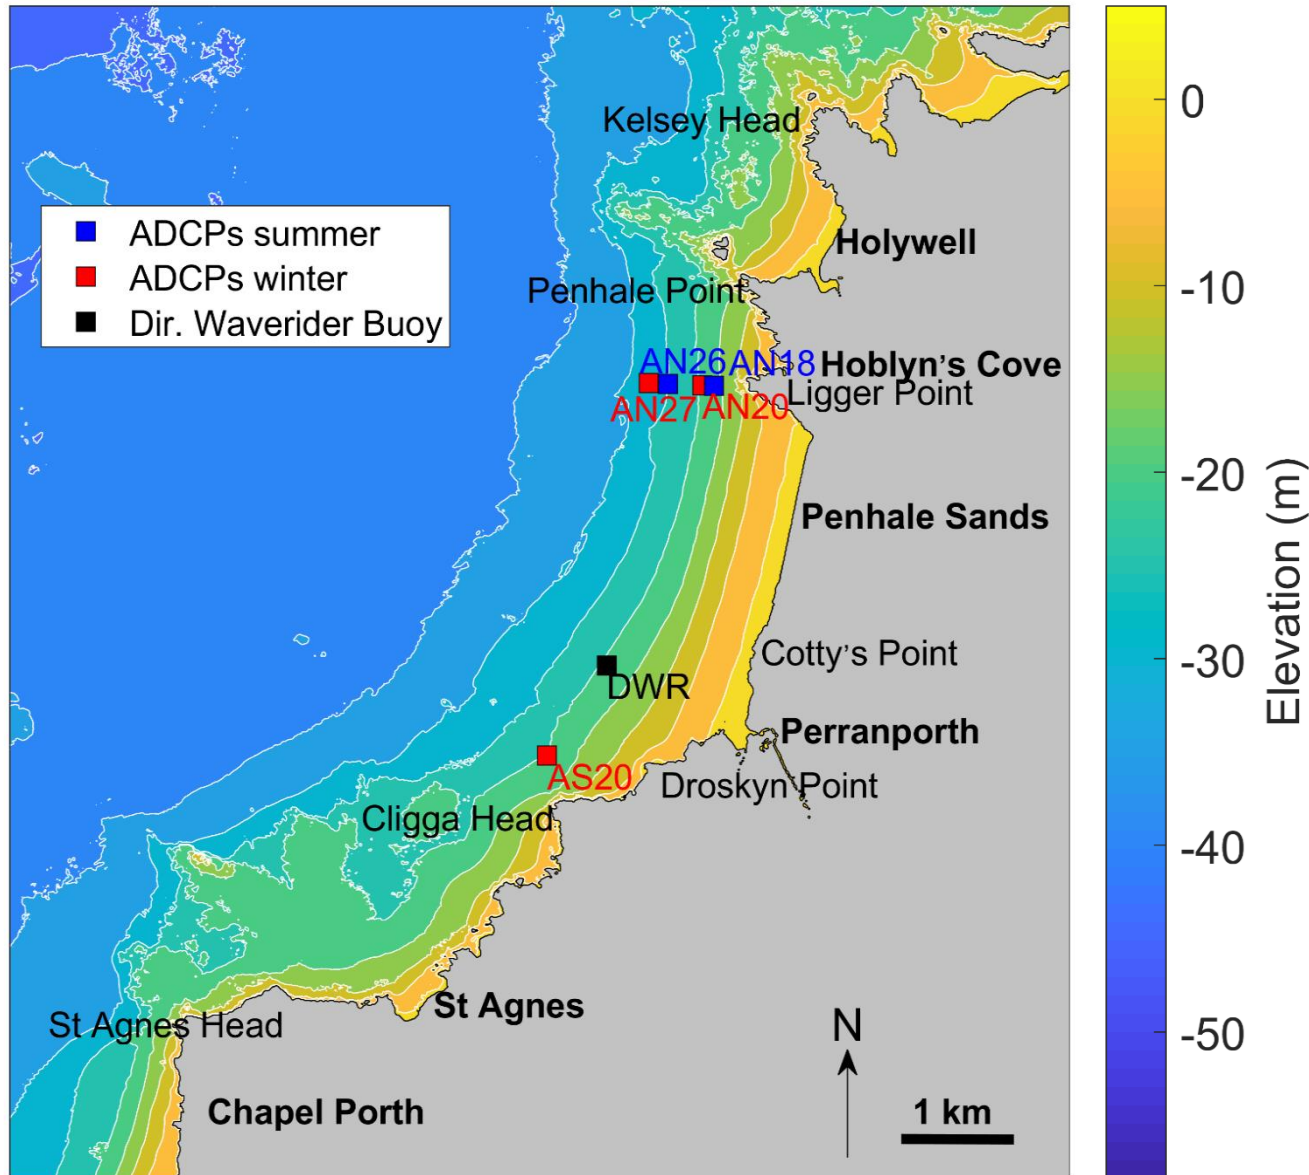 Kelsey Head
ADCPs summer
ADCPs winter
Dir. Waverider Buoy
Holywell
Penhale Point
AN26
AN18
Hoblyn's Cove
Ligger Point
AN27
AN20
Penhale Sands
Cotty's Point
DWR
Perranporth
AS20
Droskyn Point
Cligga Head
St Agnes
St Agnes Head
N
Chapel Porth
1 km
0
-10
-20
-30
-40
-50
Elevation (m)